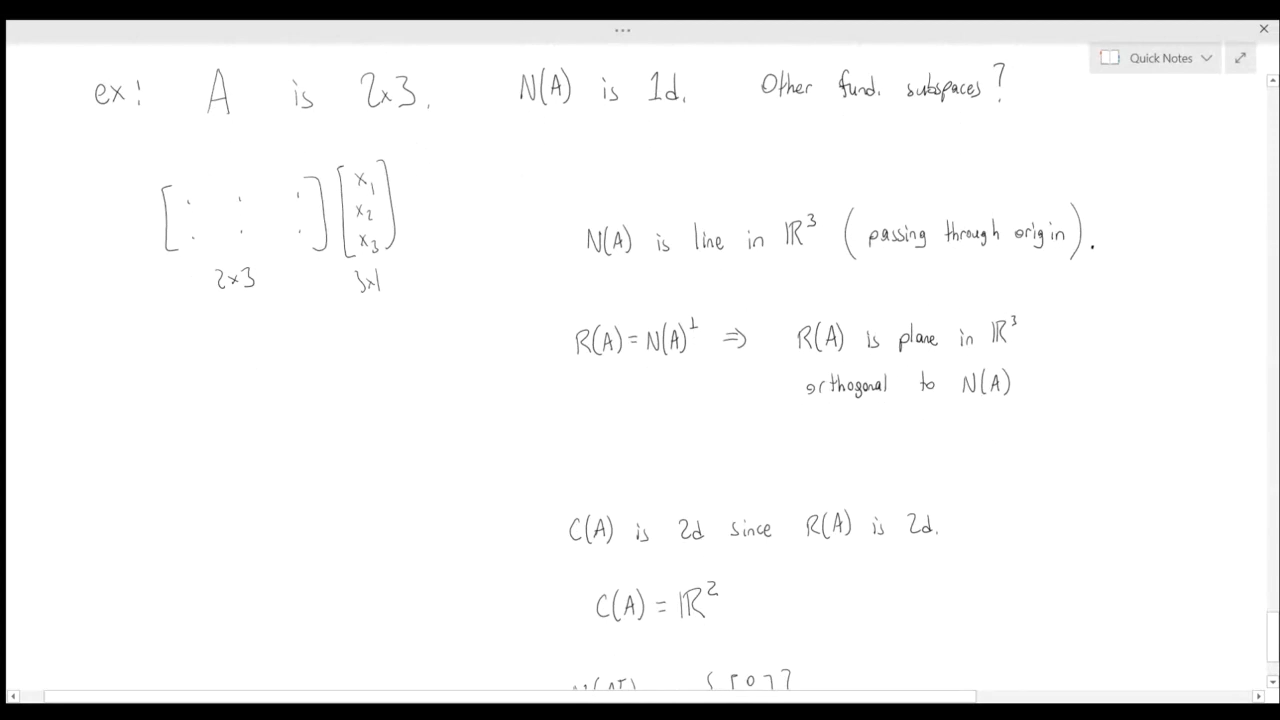 Quick Notes
ex: A is 2x3. N(A) is 1d. Other fund. subspaces?
[ : : : ] [ x₁ x₂ x₃ ]
2x3 3x1
N(A) is line in ℝ³ (passing through origin).
R(A) = N(A)^⊥ ⇒ R(A) is plane in ℝ³
orthogonal to N(A)
C(A) is 2d since R(A) is 2d.
C(A) = ℝ²